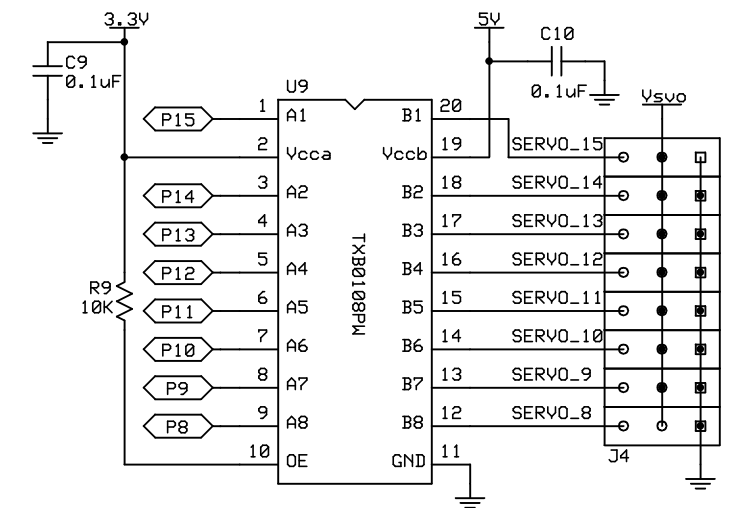 3.3V
5V
C10
C9
0.1uF
0.1uF
Vsvo
U9
P15 1 A1 B1 20 SERVO_15
2 Vcca Vccb 19
P14 3 A2 B2 18 SERVO_14
P13 4 A3 B3 17 SERVO_13
P12 5 A4 B4 16 SERVO_12
P11 6 A5 B5 15 SERVO_11
P10 7 A6 B6 14 SERVO_10
P9 8 A7 B7 13 SERVO_9
P8 9 A8 B8 12 SERVO_8
10 OE GND 11
TXB0108PW
R9
10K
J4